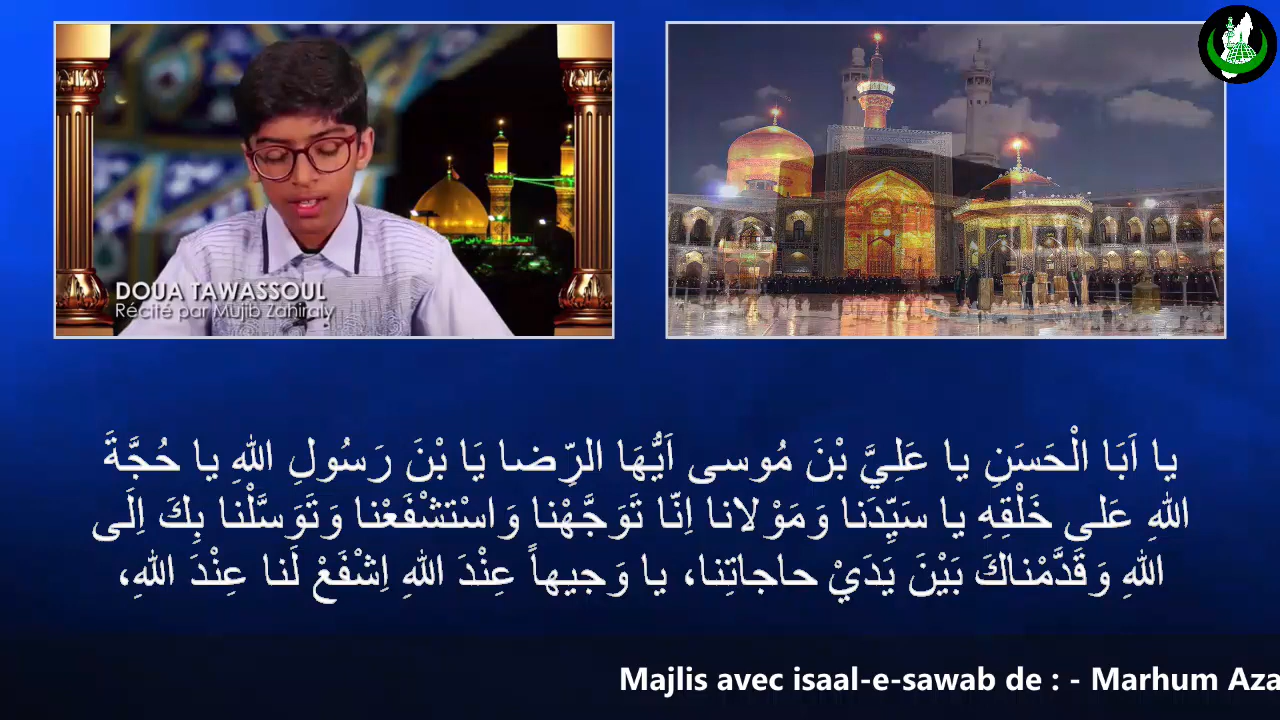 DOUA TAWASSOUL
Récité par Mujib Zahiraly
يا اَبَا الْحَسَنِ يا عَلِيَّ بْنَ مُوسى اَيُّهَا الرِّضا يَا بْنَ رَسُولِ اللهِ يا حُجَّةَ
اللهِ عَلى خَلْقِهِ يا سَيِّدَنا وَمَوْلانا اِنّا تَوَجَّهْنا وَاسْتشْفَعْنا وَتَوَسَّلْنا بِكَ اِلَى
اللهِ وَقَدَّمْناكَ بَيْنَ يَدَيْ حاجاتِنا، يا وَجيهاً عِنْدَ اللهِ اِشْفَعْ لَنا عِنْدَ اللهِ،
Majlis avec isaal-e-sawab de : - Marhum Aza